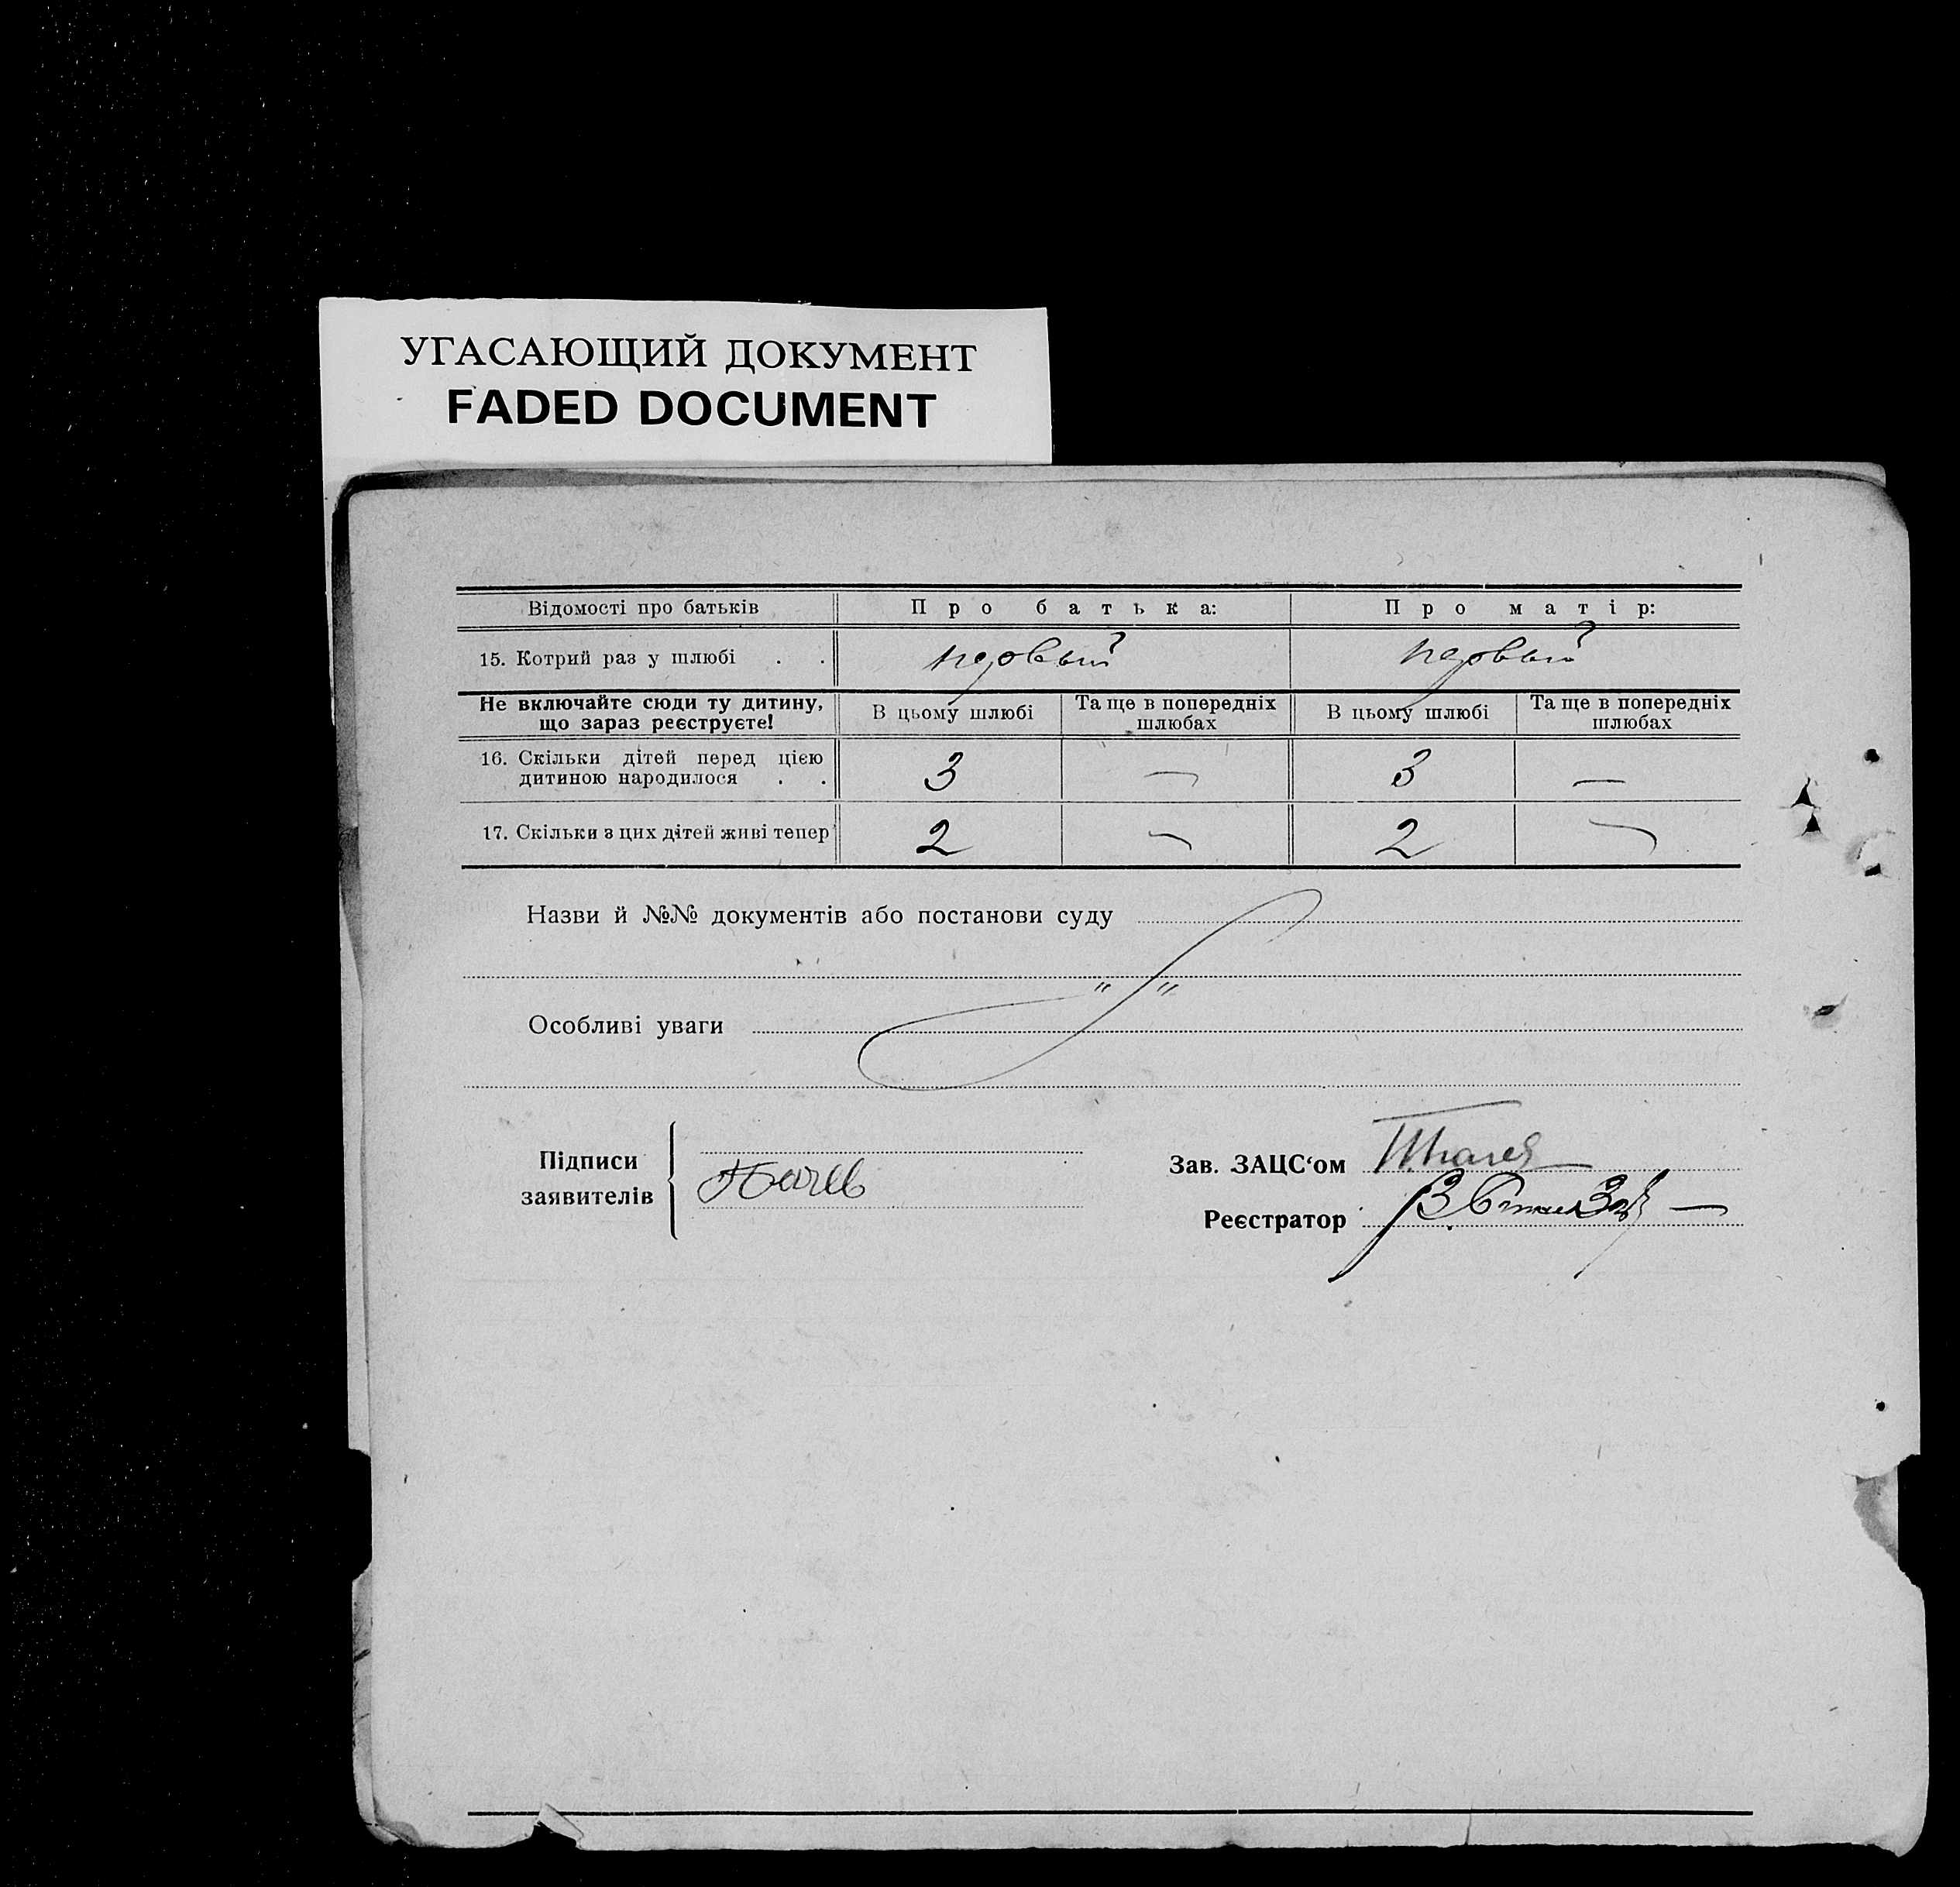 УГАСАЮЩИЙ ДОКУМЕНТ
FADED DOCUMENT
Відомості про батьків Про батька: Про матір:
15. Котрий раз у шлюбі . . первый первый
Не включайте сюди ту дитину, що зараз реєструєте! В цьому шлюбі Та ще в попередніх шлюбах В цьому шлюбі Та ще в попередніх шлюбах
16. Скільки дітей перед цією дитиною народилося . . 3 — 3 —
17. Скільки з цих дітей живі тепер 2 — 2 —
Назви й №№ документів або постанови суду
" "
Особливі уваги
Підписи заявителів
Зав. ЗАЦС‘ом
Реєстратор